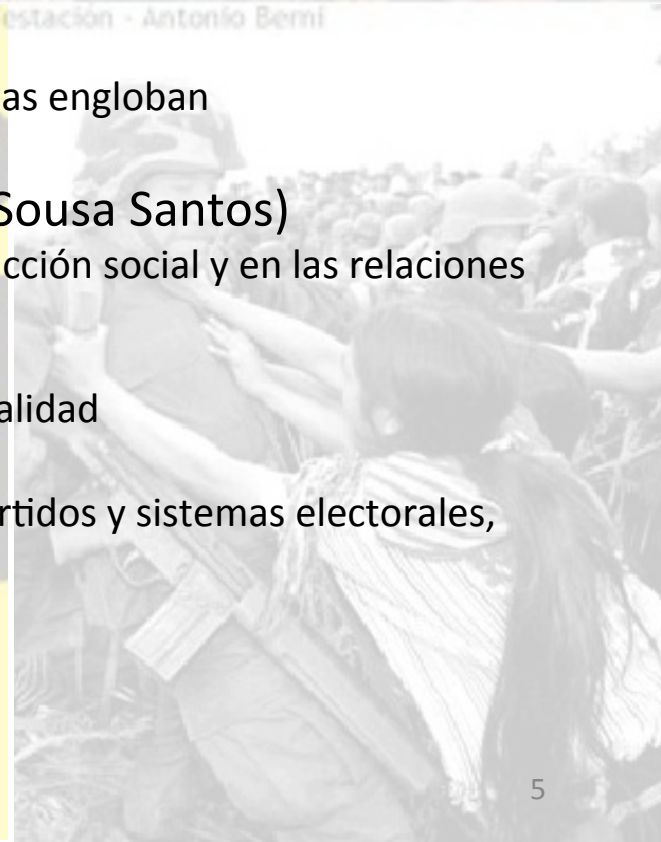 estación - Antonio Berni
as engloban
Sousa Santos)
cción social y en las relaciones
alidad
rtidos y sistemas electorales,
5